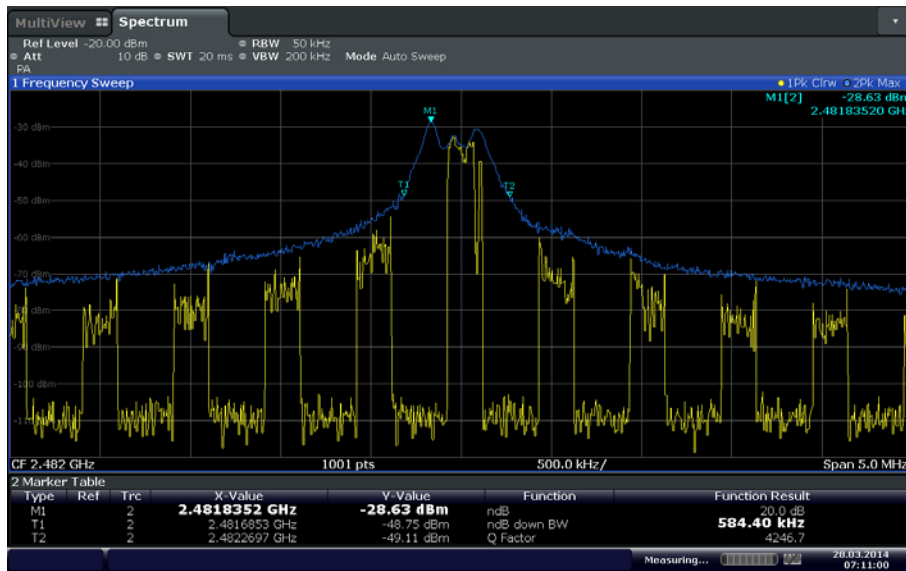 MultiView Spectrum
Ref Level -20.00 dBm RBW 50 kHz
Att 10 dB SWT 20 ms VBW 200 kHz Mode Auto Sweep
PA
1 Frequency Sweep 1Pk Clrw 2Pk Max
M1[2] -28.63 dBm
2.48183520 GHz
M1
-30 dBm
-40 dBm
T1 T2
-50 dBm
-60 dBm
-70 dBm
dBm
-90 dBm
-100 dBm
CF 2.482 GHz 1001 pts 500.0 kHz/ Span 5.0 MHz
2 Marker Table
Type Ref Trc X-Value Y-Value Function Function Result
M1 2 2.4818352 GHz -28.63 dBm ndB 20.0 dB
T1 2 2.4816853 GHz -48.75 dBm ndB down BW 584.40 kHz
T2 2 2.4822697 GHz -49.11 dBm Q Factor 4246.7
Measuring... 28.03.2014
07:11:00